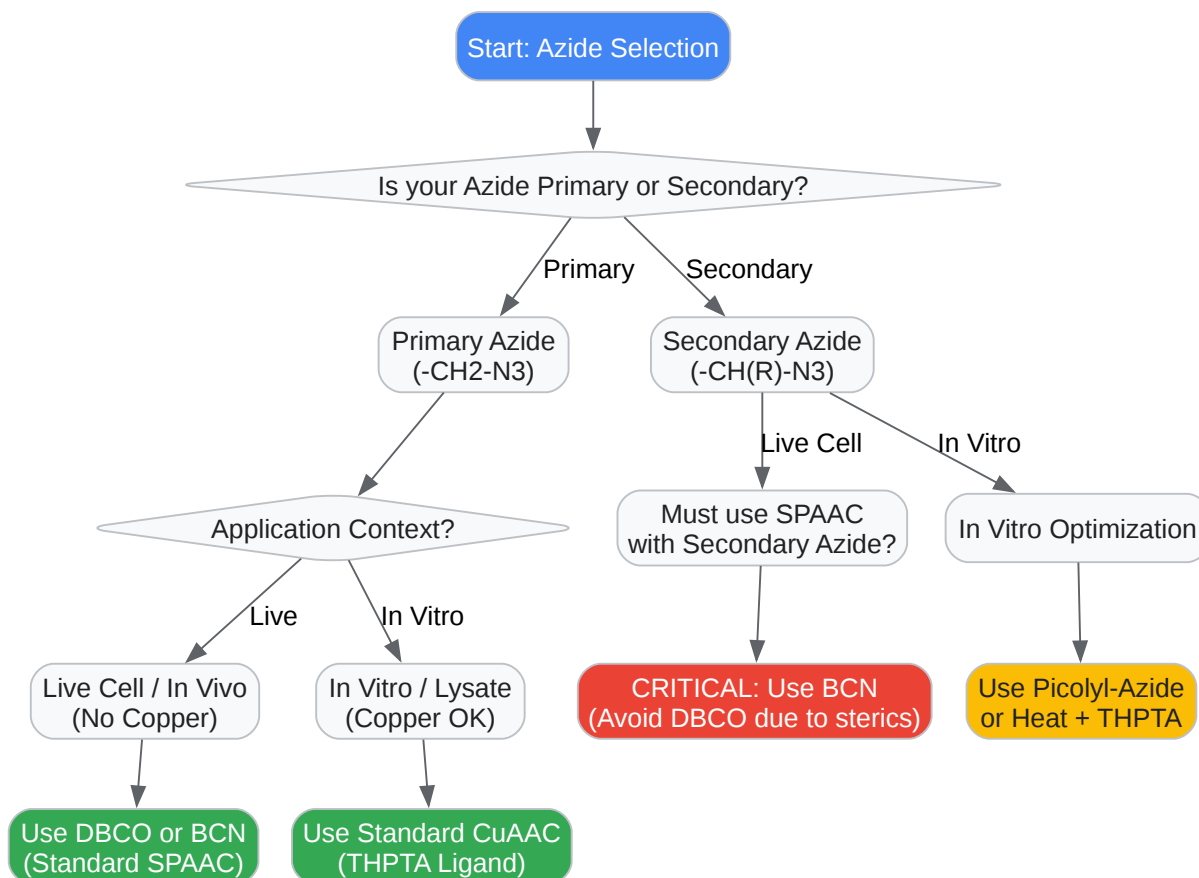 Start: Azide Selection
Is your Azide Primary or Secondary?
Primary
Secondary
Primary Azide
(-CH2-N3)
Secondary Azide
(-CH(R)-N3)
Live Cell
In Vitro
Application Context?
Must use SPAAC
with Secondary Azide?
In Vitro Optimization
Live
In Vitro
Live Cell / In Vivo
(No Copper)
In Vitro / Lysate
(Copper OK)
CRITICAL: Use BCN
(Avoid DBCO due to sterics)
Use Picolyl-Azide
or Heat + THPTA
Use DBCO or BCN
(Standard SPAAC)
Use Standard CuAAC
(THPTA Ligand)